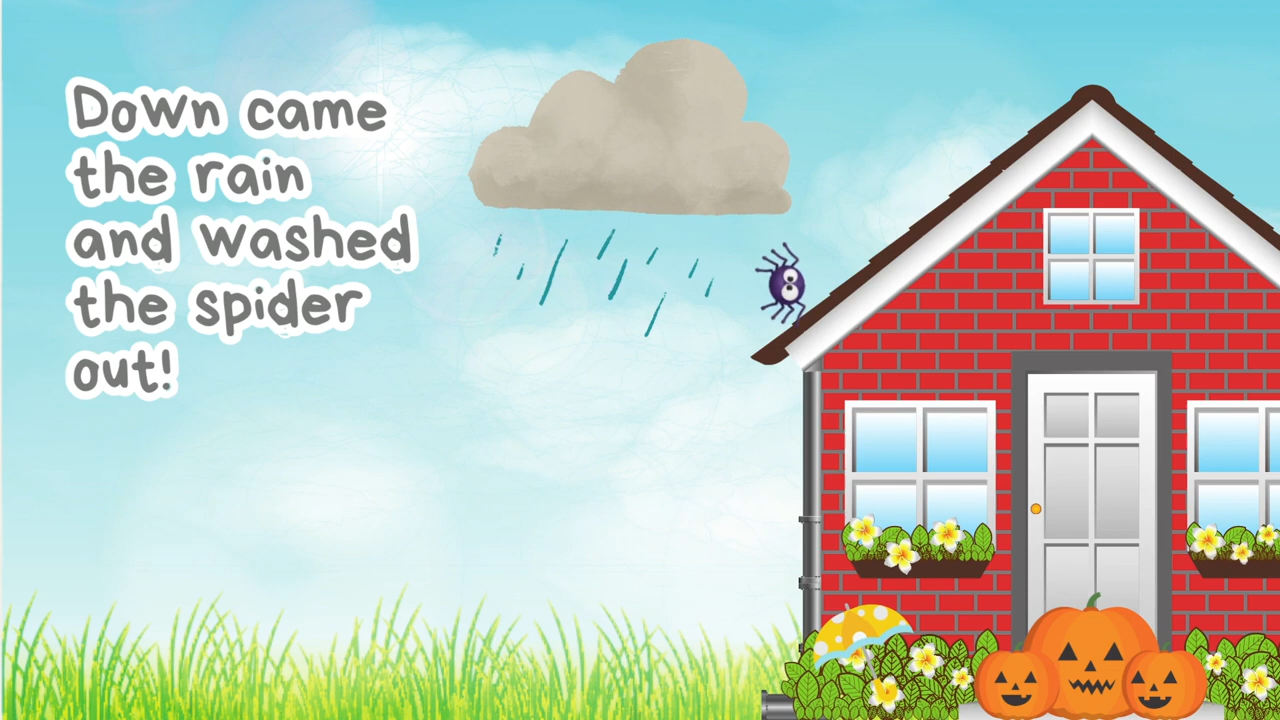 Down came
the rain
and washed
the spider
out!